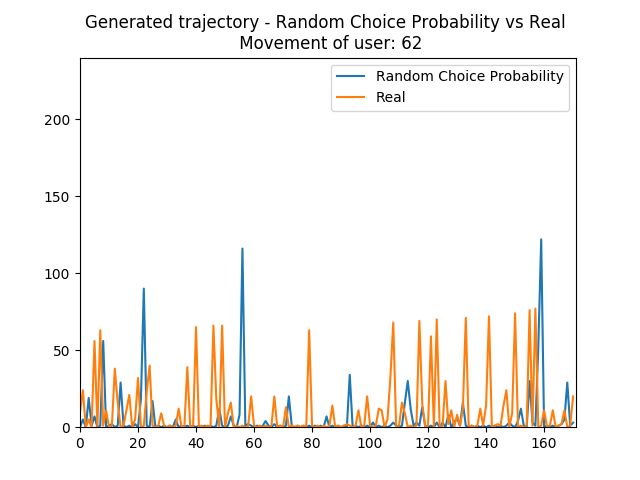 Generated trajectory - Random Choice Probability vs Real
Movement of user: 62
Random Choice Probability
Real
200
150
100
50
0
0 20 40 60 80 100 120 140 160